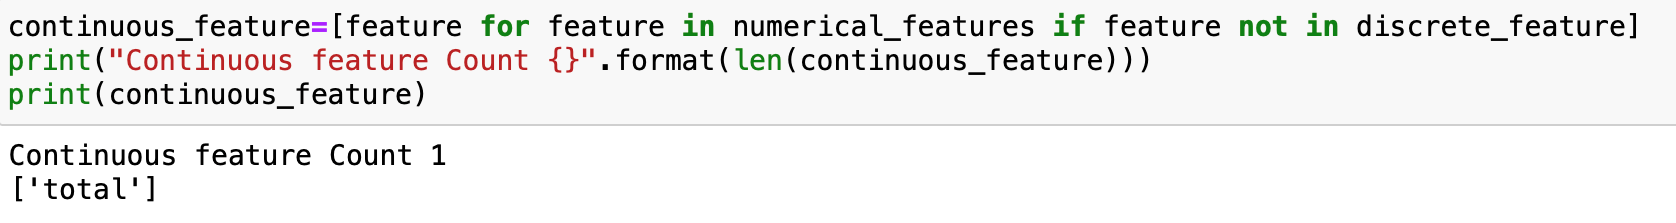 continuous_feature=[feature for feature in numerical_features if feature not in discrete_feature]
print("Continuous feature Count {}".format(len(continuous_feature)))
print(continuous_feature)
Continuous feature Count 1
['total']